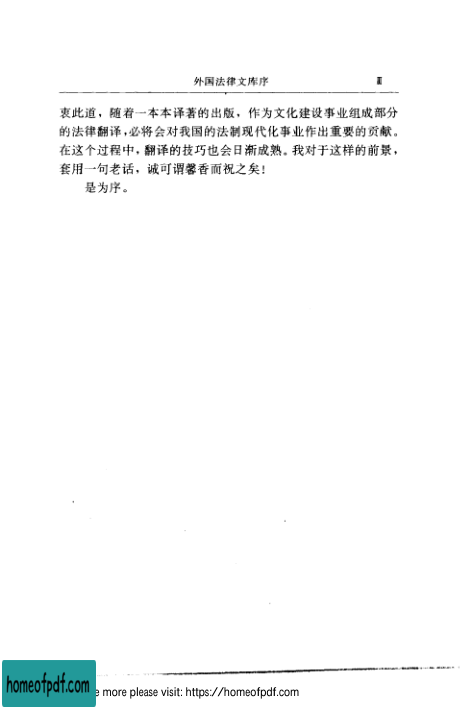 外国法律文库序 Ⅲ
衷此道，随着一本本译著的出版，作为文化建设事业组成部分
的法律翻译，必将会对我国的法制现代化事业作出重要的贡献。
在这个过程中，翻译的技巧也会日渐成熟。我对于这样的前景，
套用一句老话，诚可谓馨香而祝之矣！
是为序。
homeofpdf.com
more please visit: https://homeofpdf.com